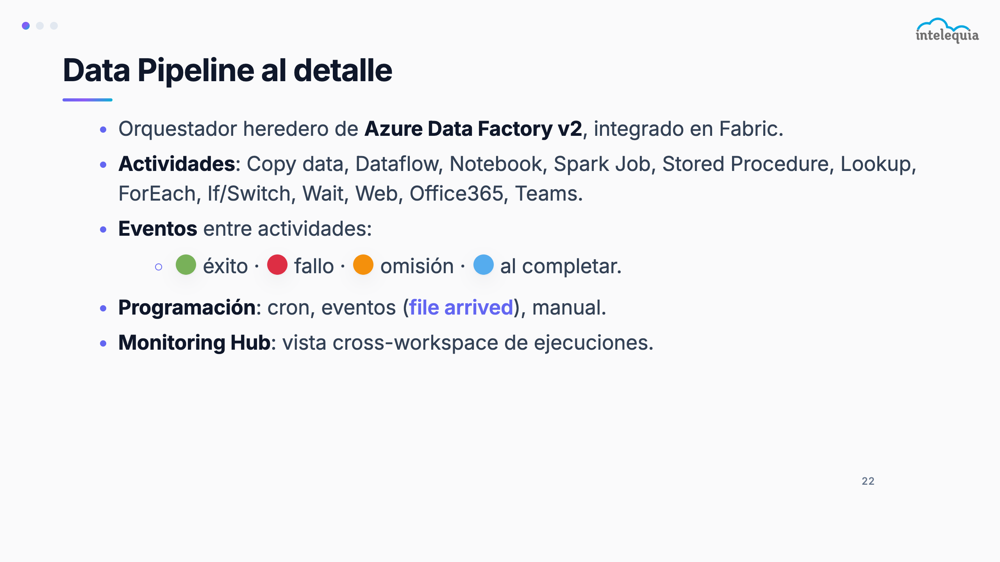 intelequia
Data Pipeline al detalle
Orquestador heredero de Azure Data Factory v2, integrado en Fabric.
Actividades: Copy data, Dataflow, Notebook, Spark Job, Stored Procedure, Lookup,
ForEach, If/Switch, Wait, Web, Office365, Teams.
Eventos entre actividades:
éxito · fallo · omisión · al completar.
Programación: cron, eventos (file arrived), manual.
Monitoring Hub: vista cross-workspace de ejecuciones.
22